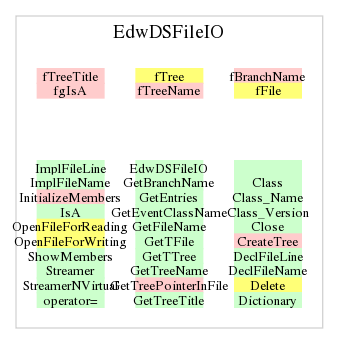 EdwDSFileIO
fTreeTitle fTree fBranchName
fgIsA fTreeName fFile
ImplFileLine EdwDSFileIO
ImplFileName GetBranchName Class
InitializeMembers GetEntries Class_Name
IsA GetEventClassName Class_Version
OpenFileForReading GetFileName Close
OpenFileForWriting GetTFile CreateTree
ShowMembers GetTTree DeclFileLine
Streamer GetTreeName DeclFileName
StreamerNVirtual GetTreePointerInFile Delete
operator= GetTreeTitle Dictionary